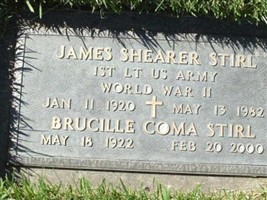 JAMES SHEARER STIRL
1ST LT US ARMY
WORLD WAR II
JAN 11 1920 MAY 13 1982
BRUCILLE COMA STIRL
MAY 18 1922 FEB 20 2000